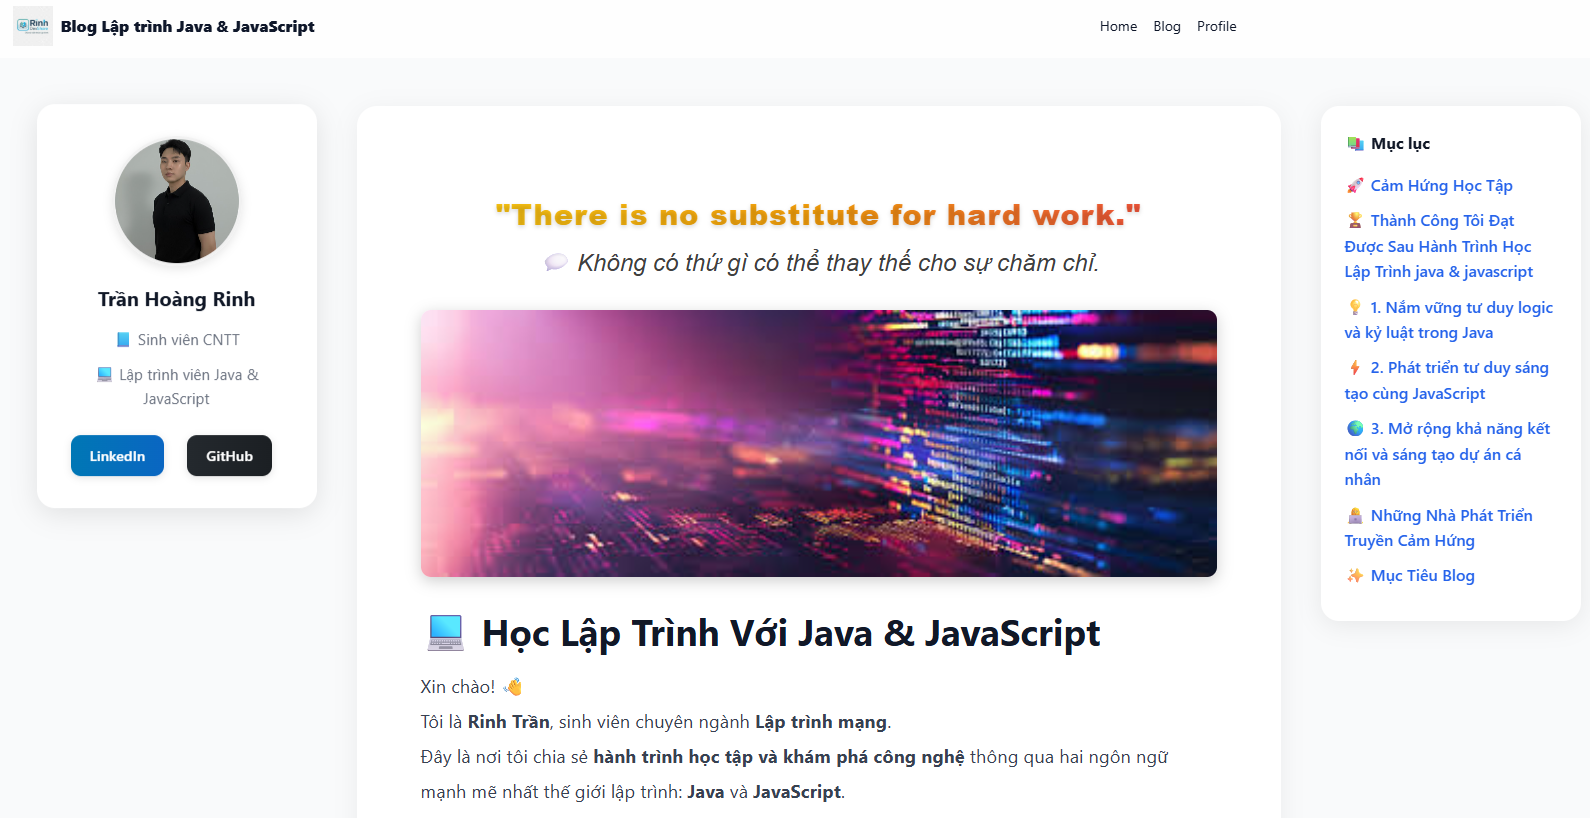 Rinh
Blog Lập trình Java & JavaScript
Home Blog Profile
Trần Hoàng Rinh
📘 Sinh viên CNTT
💻 Lập trình viên Java &
JavaScript
LinkedIn GitHub
"There is no substitute for hard work."
💬 Không có thứ gì có thể thay thế cho sự chăm chỉ.
💻 Học Lập Trình Với Java & JavaScript
Xin chào! 👋
Tôi là Rinh Trần, sinh viên chuyên ngành Lập trình mạng.
Đây là nơi tôi chia sẻ hành trình học tập và khám phá công nghệ thông qua hai ngôn ngữ
mạnh mẽ nhất thế giới lập trình: Java và JavaScript.
📚 Mục lục
🚀 Cảm Hứng Học Tập
🏆 Thành Công Tôi Đạt
Được Sau Hành Trình Học
Lập Trình java & javascript
💡 1. Nắm vững tư duy logic
và kỷ luật trong Java
⚡ 2. Phát triển tư duy sáng
tạo cùng JavaScript
🌍 3. Mở rộng khả năng kết
nối và sáng tạo dự án cá
nhân
👩‍💻 Những Nhà Phát Triển
Truyền Cảm Hứng
✨ Mục Tiêu Blog